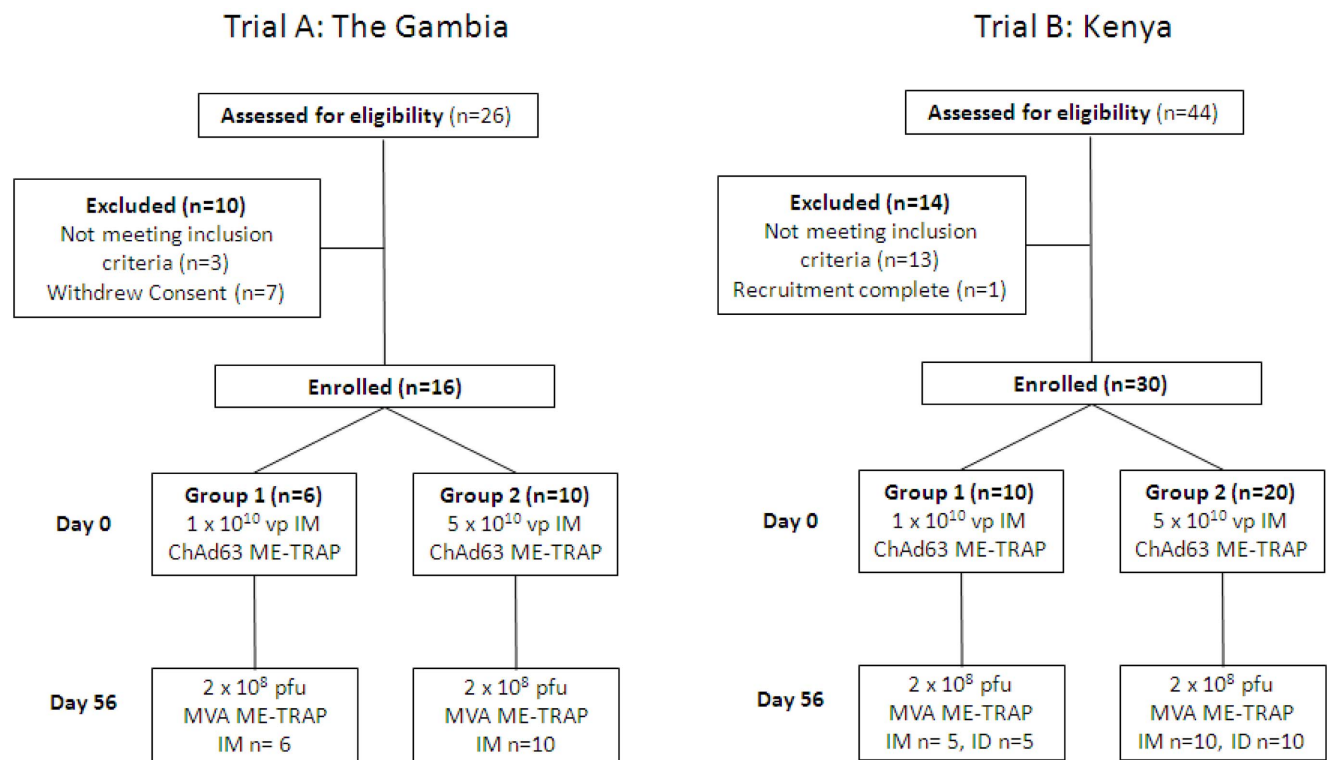 Trial A: The Gambia
Assessed for eligibility (n=26)
Excluded (n=10)
Not meeting inclusion
criteria (n=3)
Withdrew Consent (n=7)
Enrolled (n=16)
Day 0
Group 1 (n=6)
1 x 10¹⁰ vp IM
ChAd63 ME-TRAP
Group 2 (n=10)
5 x 10¹⁰ vp IM
ChAd63 ME-TRAP
Day 56
2 x 10⁸ pfu
MVA ME-TRAP
IM n= 6
2 x 10⁸ pfu
MVA ME-TRAP
IM n=10
Trial B: Kenya
Assessed for eligibility (n=44)
Excluded (n=14)
Not meeting inclusion
criteria (n=13)
Recruitment complete (n=1)
Enrolled (n=30)
Day 0
Group 1 (n=10)
1 x 10¹⁰ vp IM
ChAd63 ME-TRAP
Group 2 (n=20)
5 x 10¹⁰ vp IM
ChAd63 ME-TRAP
Day 56
2 x 10⁸ pfu
MVA ME-TRAP
IM n= 5, ID n=5
2 x 10⁸ pfu
MVA ME-TRAP
IM n=10, ID n=10